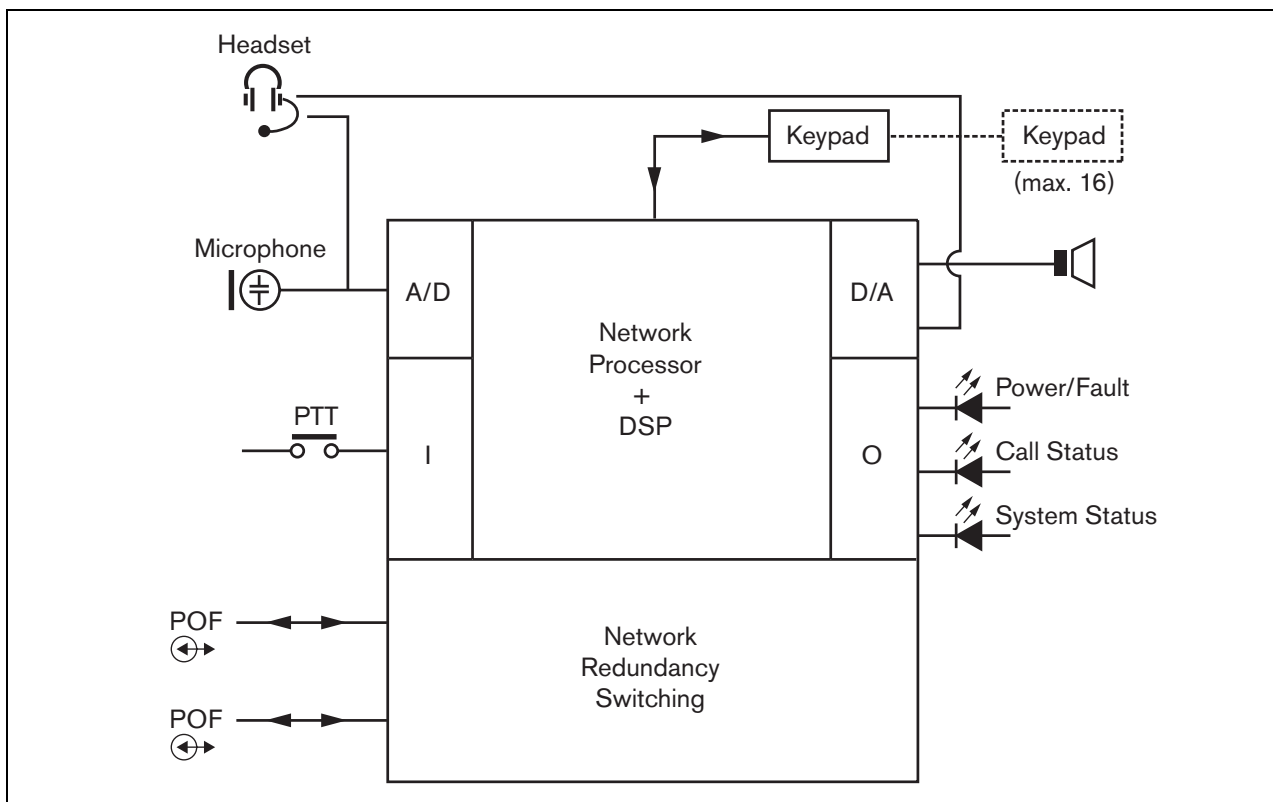 Headset
Keypad
Keypad
(max. 16)
Microphone
A/D
D/A
Network
Processor
+
DSP
PTT
I
O
Power/Fault
Call Status
System Status
POF
POF
Network
Redundancy
Switching